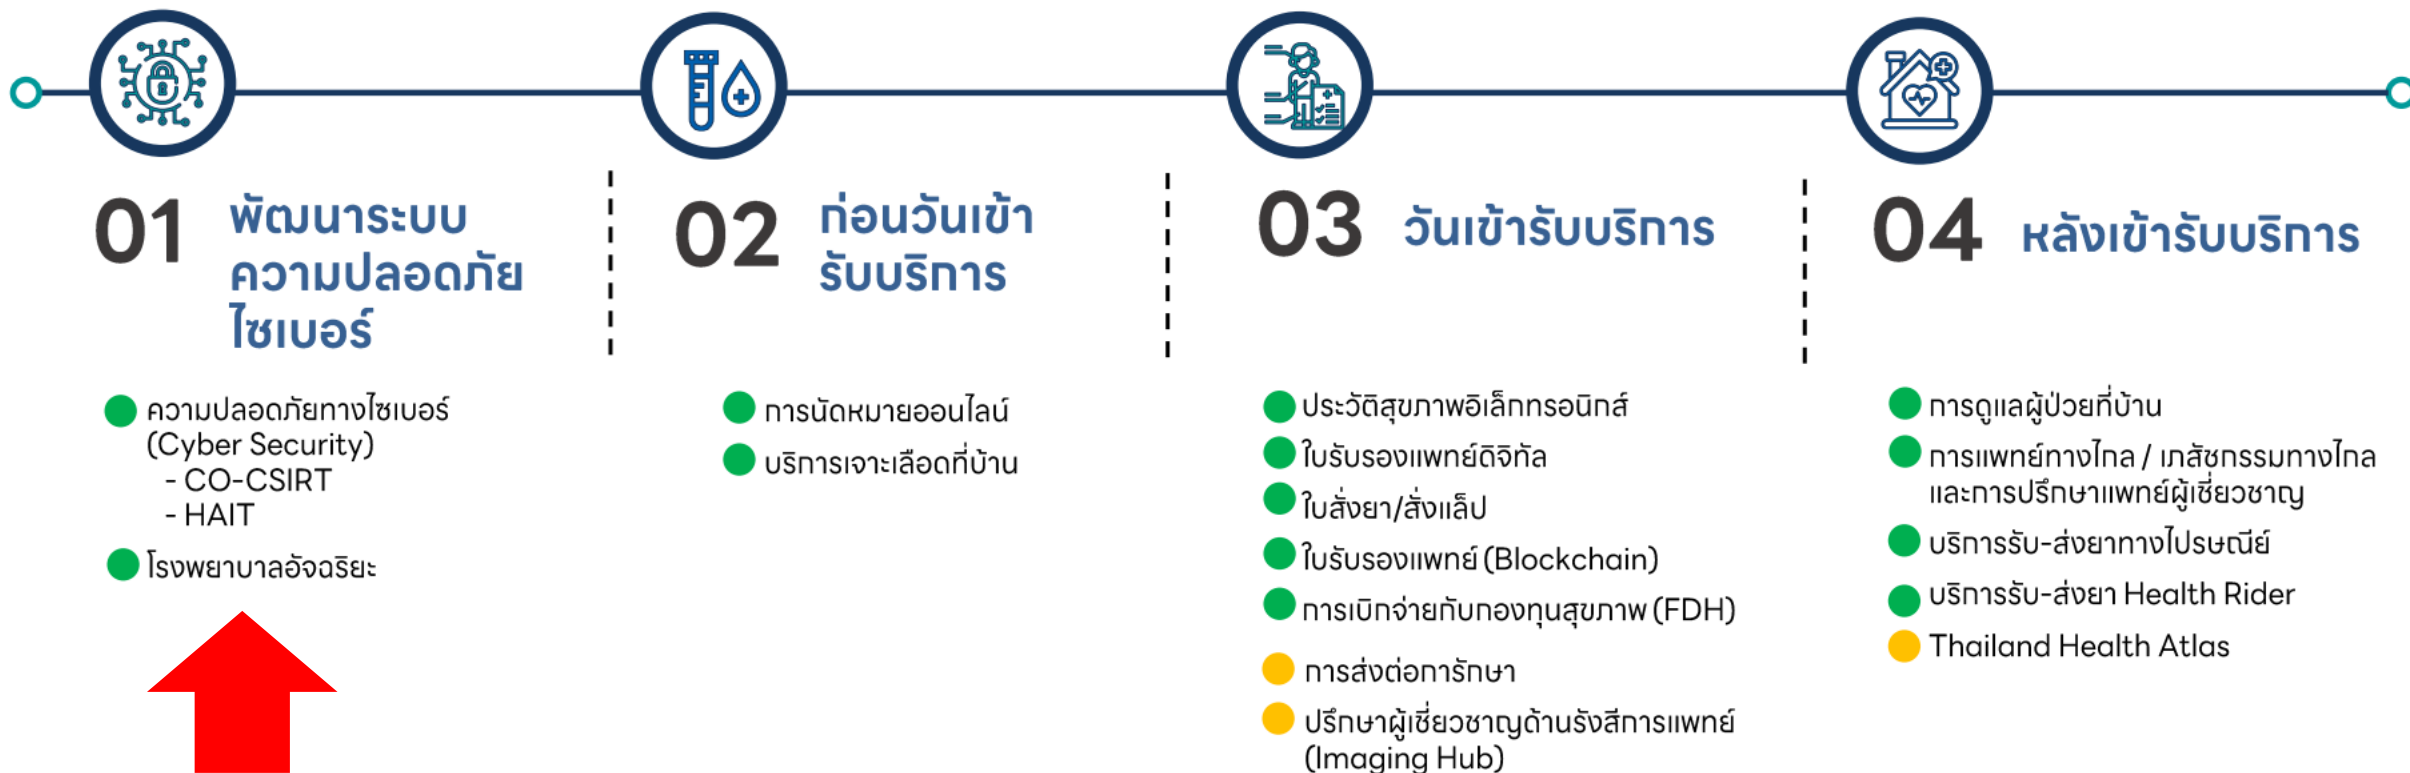 01
พัฒนาระบบ
ความปลอดภัย
ไซเบอร์
ความปลอดภัยทางไซเบอร์
(Cyber Security)
- CO-CSIRT
- HAIT
โรงพยาบาลอัจฉริยะ
02
ก่อนวันเข้า
รับบริการ
การนัดหมายออนไลน์
บริการเจาะเลือดที่บ้าน
03
วันเข้ารับบริการ
ประวัติสุขภาพอิเล็กทรอนิกส์
ใบรับรองแพทย์ดิจิทัล
ใบสั่งยา/สั่งแล็ป
ใบรับรองแพทย์ (Blockchain)
การเบิกจ่ายกับกองทุนสุขภาพ (FDH)
การส่งต่อการักษา
ปรึกษาผู้เชี่ยวชาญด้านรังสีการแพทย์
(Imaging Hub)
04
หลังเข้ารับบริการ
การดูแลผู้ป่วยที่บ้าน
การแพทย์ทางไกล / เภสัชกรรมทางไกล
และการปรึกษาแพทย์ผู้เชี่ยวชาญ
บริการรับ-ส่งยาทางไปรษณีย์
บริการรับ-ส่งยา Health Rider
Thailand Health Atlas